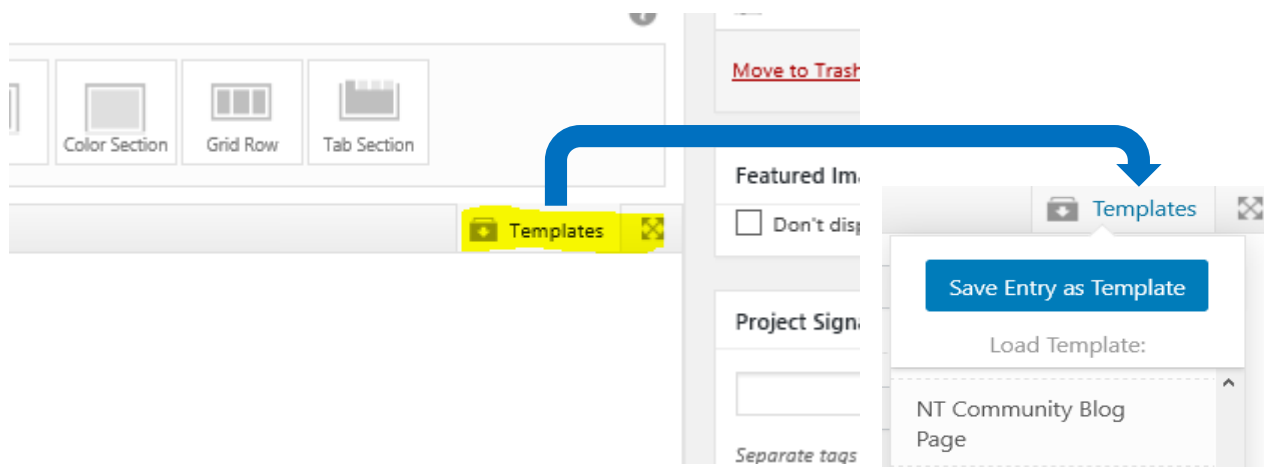 ?
Move to Trash
Color Section
Grid Row
Tab Section
Featured Ima
Templates
Don't disp
Project Signa
Separate tags
Templates
Save Entry as Template
Load Template:
NT Community Blog
Page